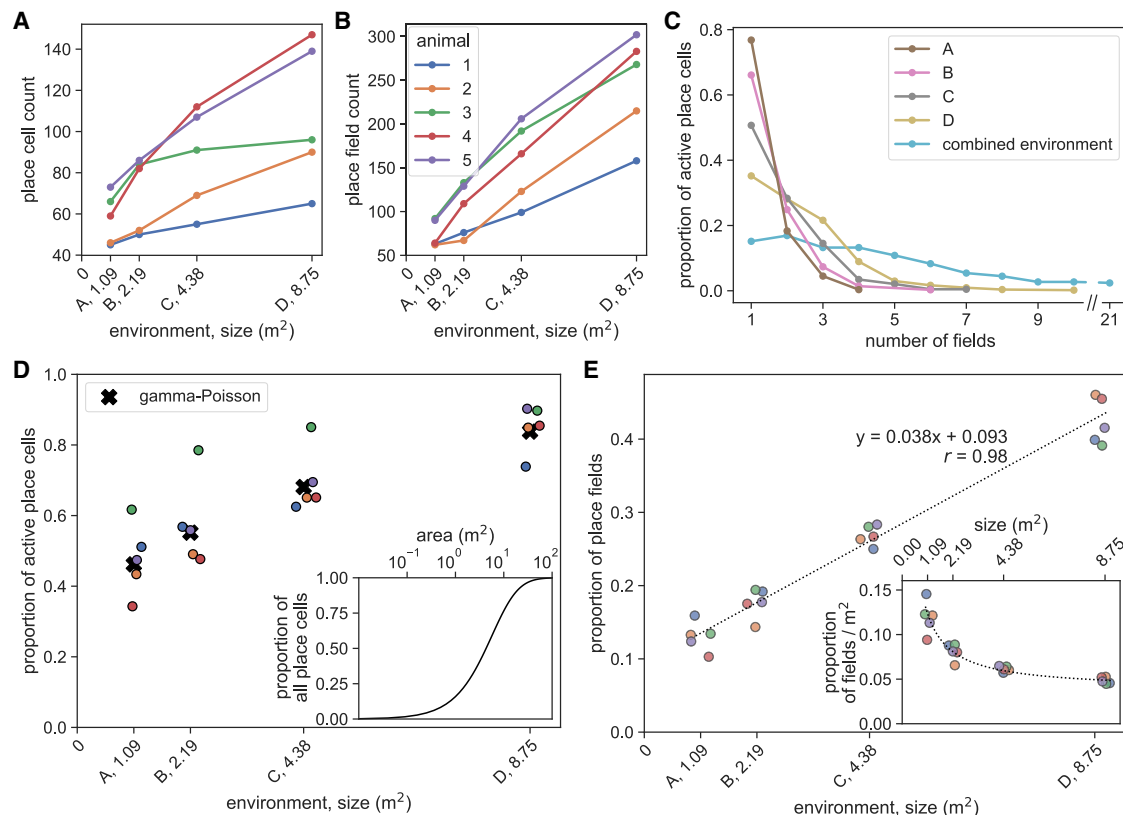 A
place cell count
140
120
100
80
60
40
0
A, 1.09
B, 2.19
C, 4.38
D, 8.75
environment, size (m²)
B
place field count
300
250
200
150
100
50
animal
1
2
3
4
5
0
A, 1.09
B, 2.19
C, 4.38
D, 8.75
environment, size (m²)
C
proportion of active place cells
0.8
0.6
0.4
0.2
0.0
A
B
C
D
combined environment
1
3
5
7
9
//
21
number of fields
D
proportion of active place cells
1.0
0.8
0.6
0.4
0.2
0.0
gamma-Poisson
0
A, 1.09
B, 2.19
C, 4.38
D, 8.75
environment, size (m²)
area (m²)
10⁻¹
10⁰
10¹
10²
proportion of
all place cells
1.00
0.75
0.50
0.25
0.00
E
proportion of place fields
0.4
0.3
0.2
0.1
0.0
y = 0.038x + 0.093
r = 0.98
0
A, 1.09
B, 2.19
C, 4.38
D, 8.75
environment, size (m²)
size (m²)
0.00
1.09
2.19
4.38
8.75
proportion
of fields / m²
0.15
0.10
0.05
0.00